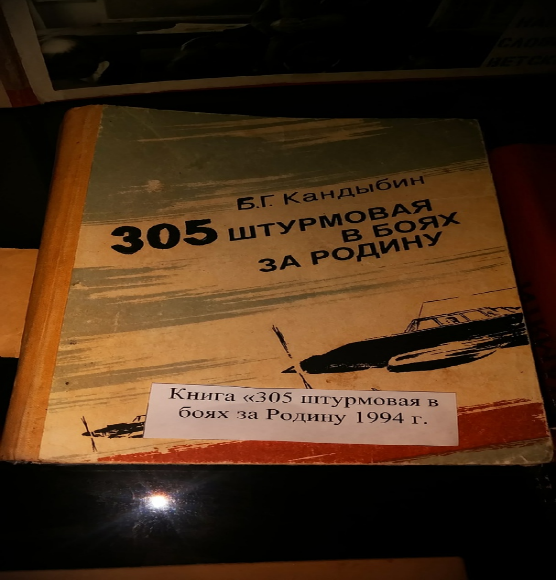 Б.Г. Кандыбин
305 ШТУРМОВАЯ
В БОЯХ
ЗА РОДИНУ
Книга «305 штурмовая в
боях за Родину 1994 г.